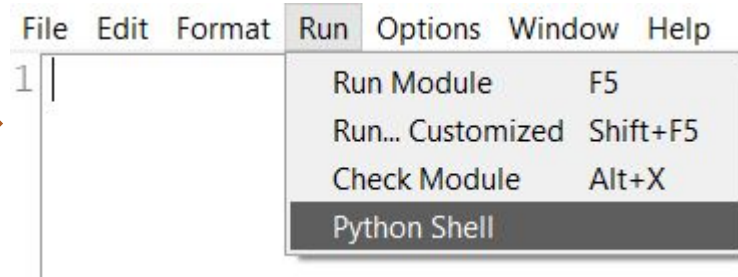 File Edit Format Run Options Window Help
1
Run Module F5
Run... Customized Shift+F5
Check Module Alt+X
Python Shell